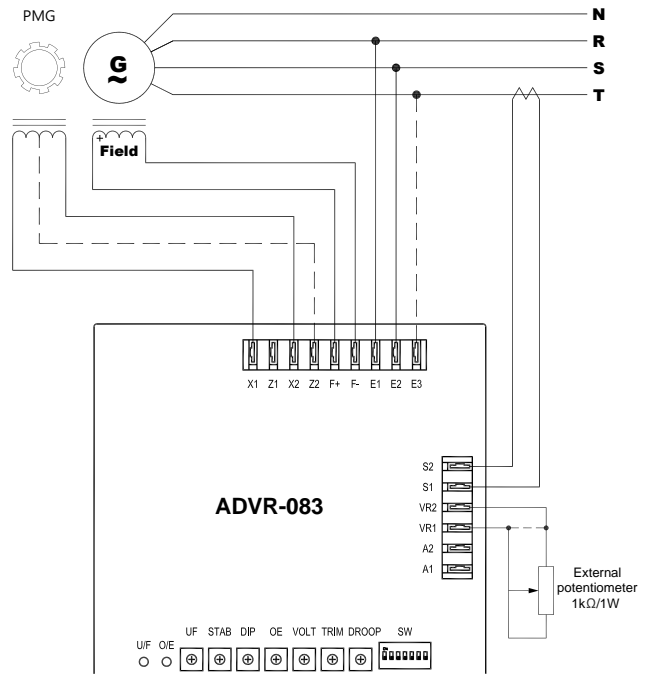 PMG
N
R
S
T
G
~
+
Field
X1 Z1 X2 Z2 F+ F- E1 E2 E3
ADVR-083
S2
S1
VR2
VR1
A2
A1
External
potentiometer
1kΩ/1W
UF STAB DIP OE VOLT TRIM DROOP SW
U/F O/E